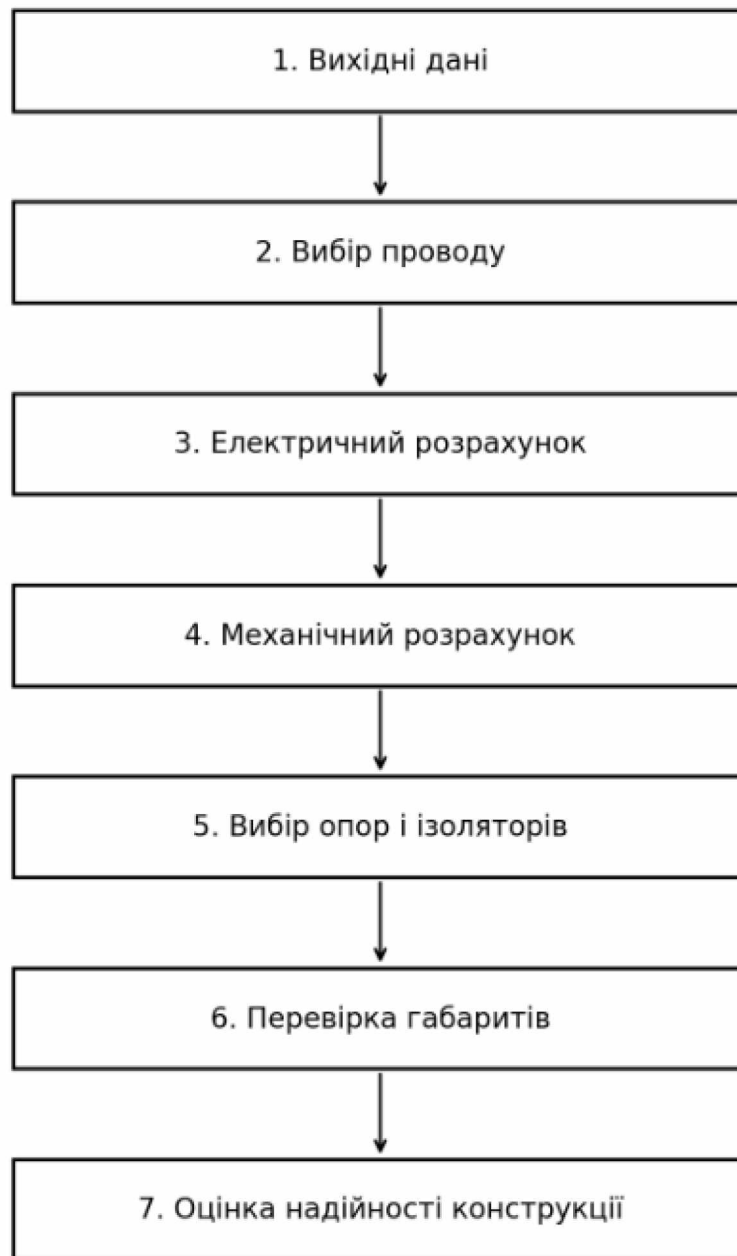 1. Вихідні дані
2. Вибір проводу
3. Електричний розрахунок
4. Механічний розрахунок
5. Вибір опор і ізоляторів
6. Перевірка габаритів
7. Оцінка надійності конструкції